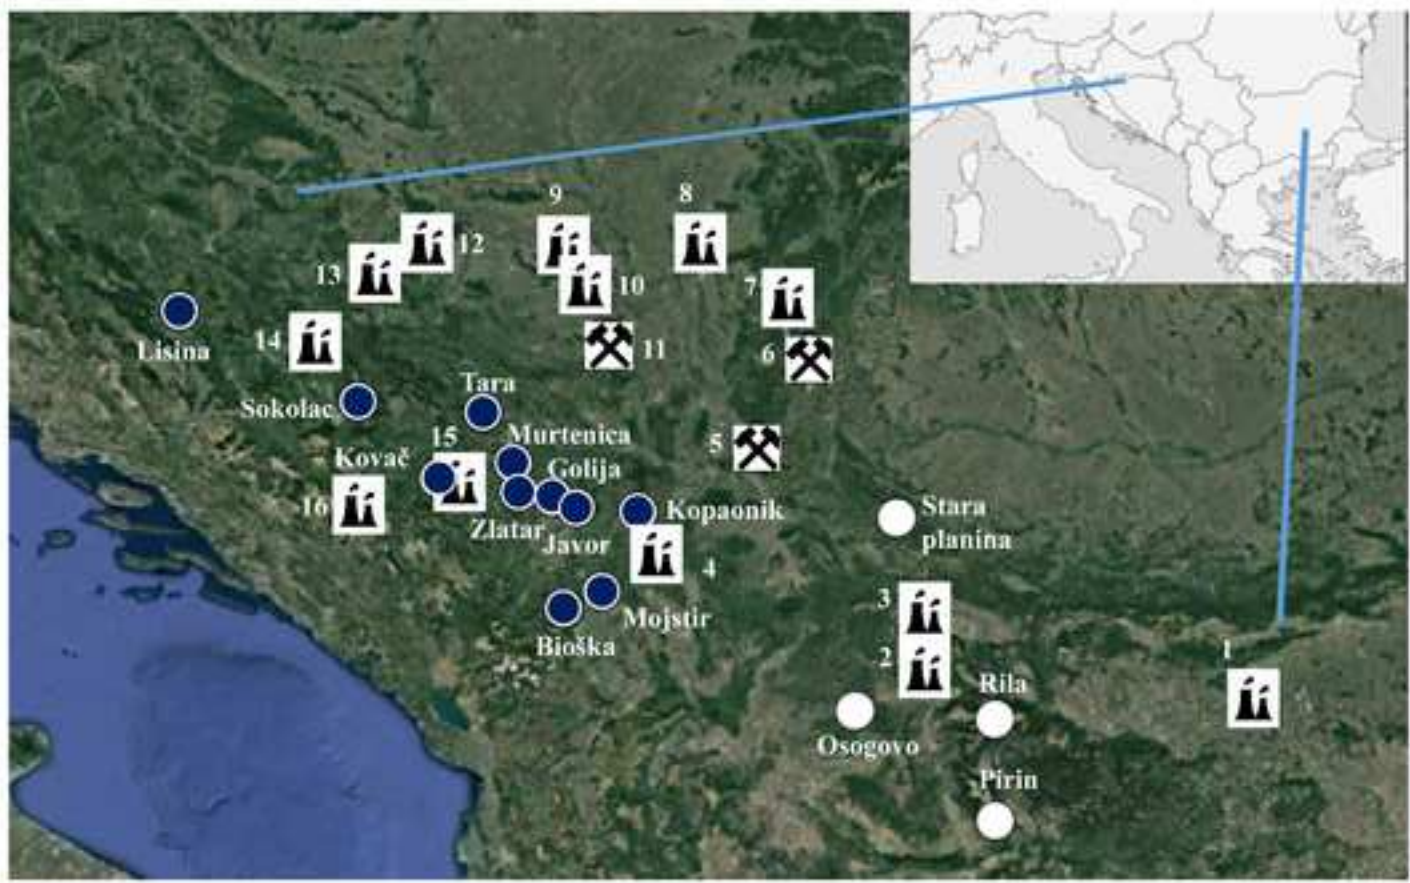 9
8
12
13
10
7
Lisina
14
11
6
Tara
Sokolac
15
Murtenica
5
Kovač
Golija
16
Kopaonik
Stara
planina
Zlatar
Javor
4
3
Mojstir
Bioška
2
1
Rila
Osogovo
Pirin